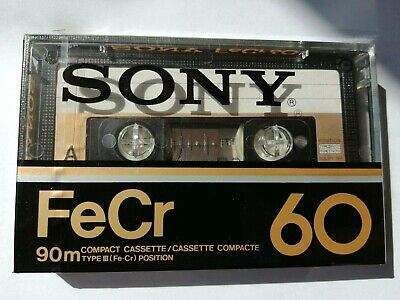 SONY
®
A
FeCr
60
90m COMPACT CASSETTE/CASSETTE COMPACTE
TYPE III (Fe-Cr) POSITION